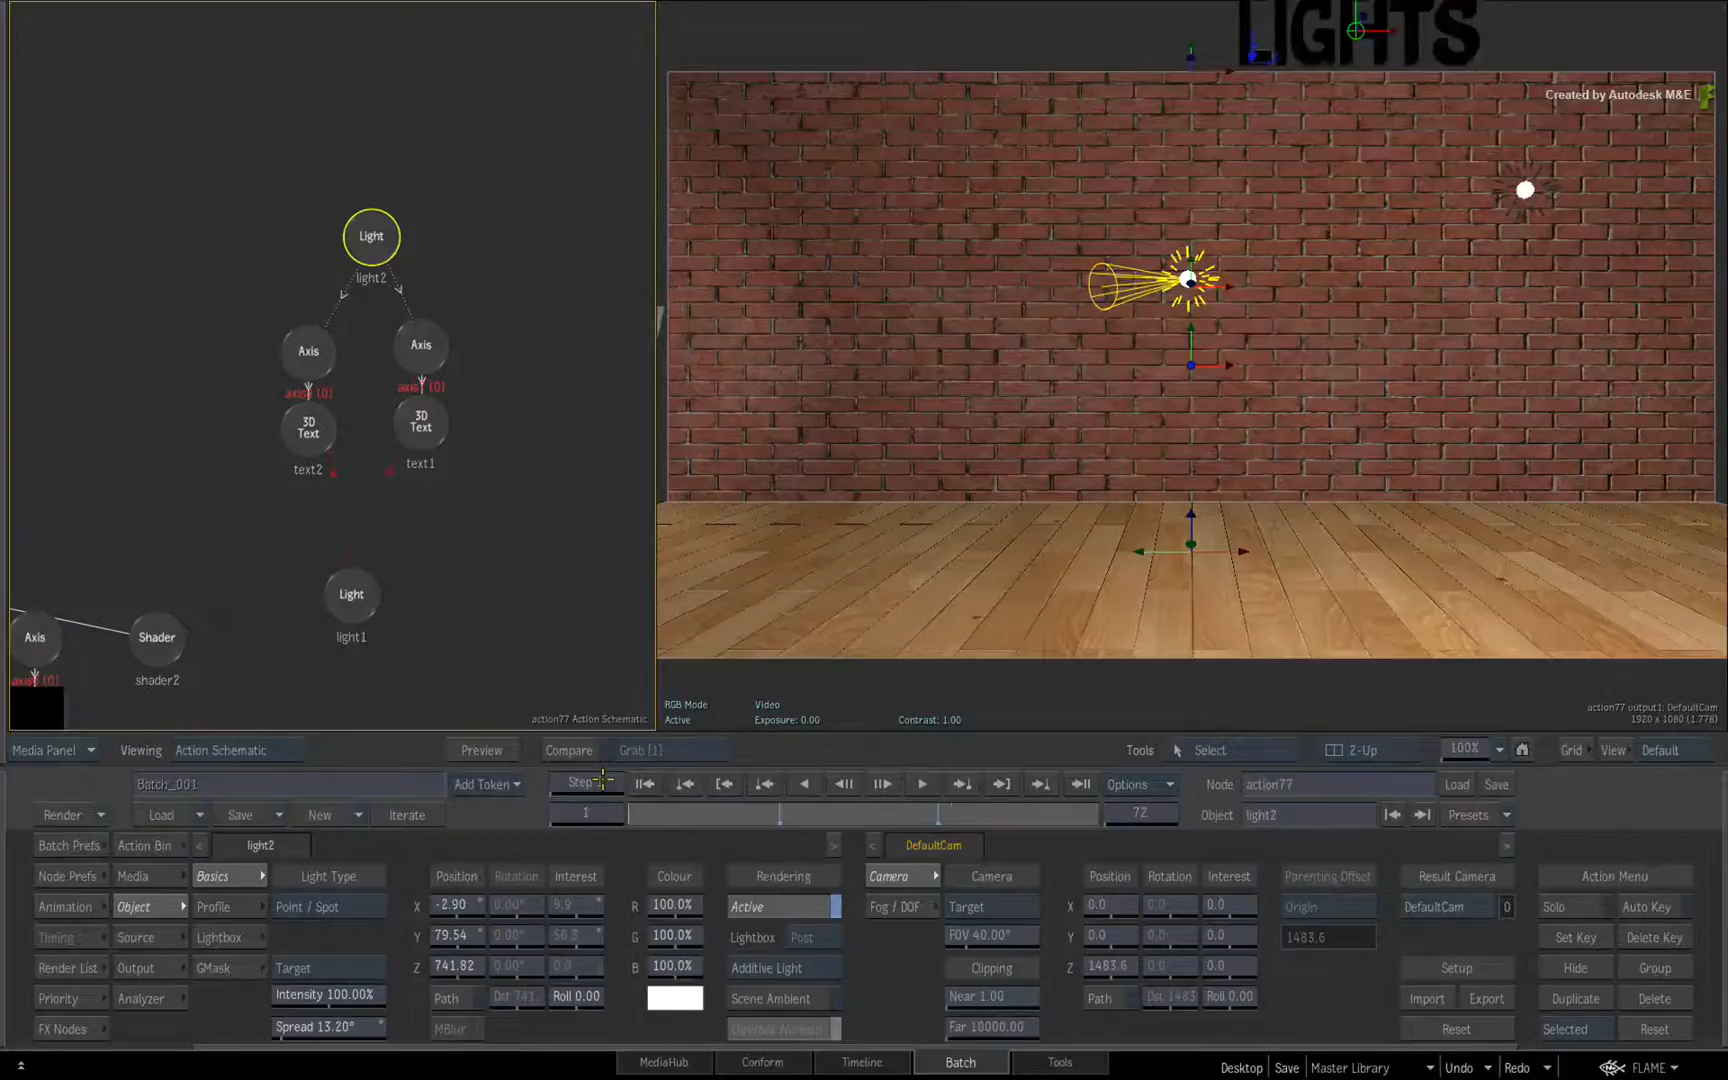 LIGHTS
Created by Autodesk M&E
Light
light2
Axis
Axis
axis1 (0)
3D Text
3D Text
text2
text1
Light
light1
Axis
Shader
shader2
action77 Action Schematic
RGB Mode
Active
Video
Exposure: 0.00
Contrast: 1.00
action77 output1: DefaultCam
1920 x 1080 (1.778)
Media Panel
Viewing
Action Schematic
Preview
Compare
Grab [1]
Tools
Select
2-Up
100%
Grid
View
Default
Batch_001
Add Token
Step
Options
Node
action77
Load
Save
Render
Load
Save
New
Iterate
1
72
Object
light2
Presets
Batch Prefs
Action Bin
<
light2
>
<
DefaultCam
>
Node Prefs
Media
Basics
Light Type
Position
Rotation
Interest
Colour
Rendering
Camera
Camera
Position
Rotation
Interest
Parenting Offset
Result Camera
Action Menu
Animation
Object
Profile
Point / Spot
X
-2.90
0.00°
9.9
R
100.0%
Active
Fog / DOF
Target
X
0.0
0.0
0.0
Origin
DefaultCam
0
Solo
Auto Key
Timing
Source
Lightbox
Y
79.54
0.00°
G
100.0%
Lightbox
Post
FOV 40.00°
Y
0.0
0.0
0.0
1483.6
Set Key
Delete Key
Render List
Output
GMask
Target
Z
741.82
0.00°
0.0
B
100.0%
Additive Light
Clipping
Z
1483.6
0.0
0.0
Setup
Hide
Group
Priority
Analyzer
Intensity 100.00%
Path
Dst 741.
Roll 0.00
Scene Ambient
Near 1.00
Path
Dst 1483
Roll 0.00
Import
Export
Duplicate
Delete
FX Nodes
Spread 13.20°
MBlur
Lightbox Normals
Far 10000.00
Reset
Selected
Reset
MediaHub
Conform
Timeline
Batch
Tools
Desktop
Save
Master Library
Undo
Redo
FLAME